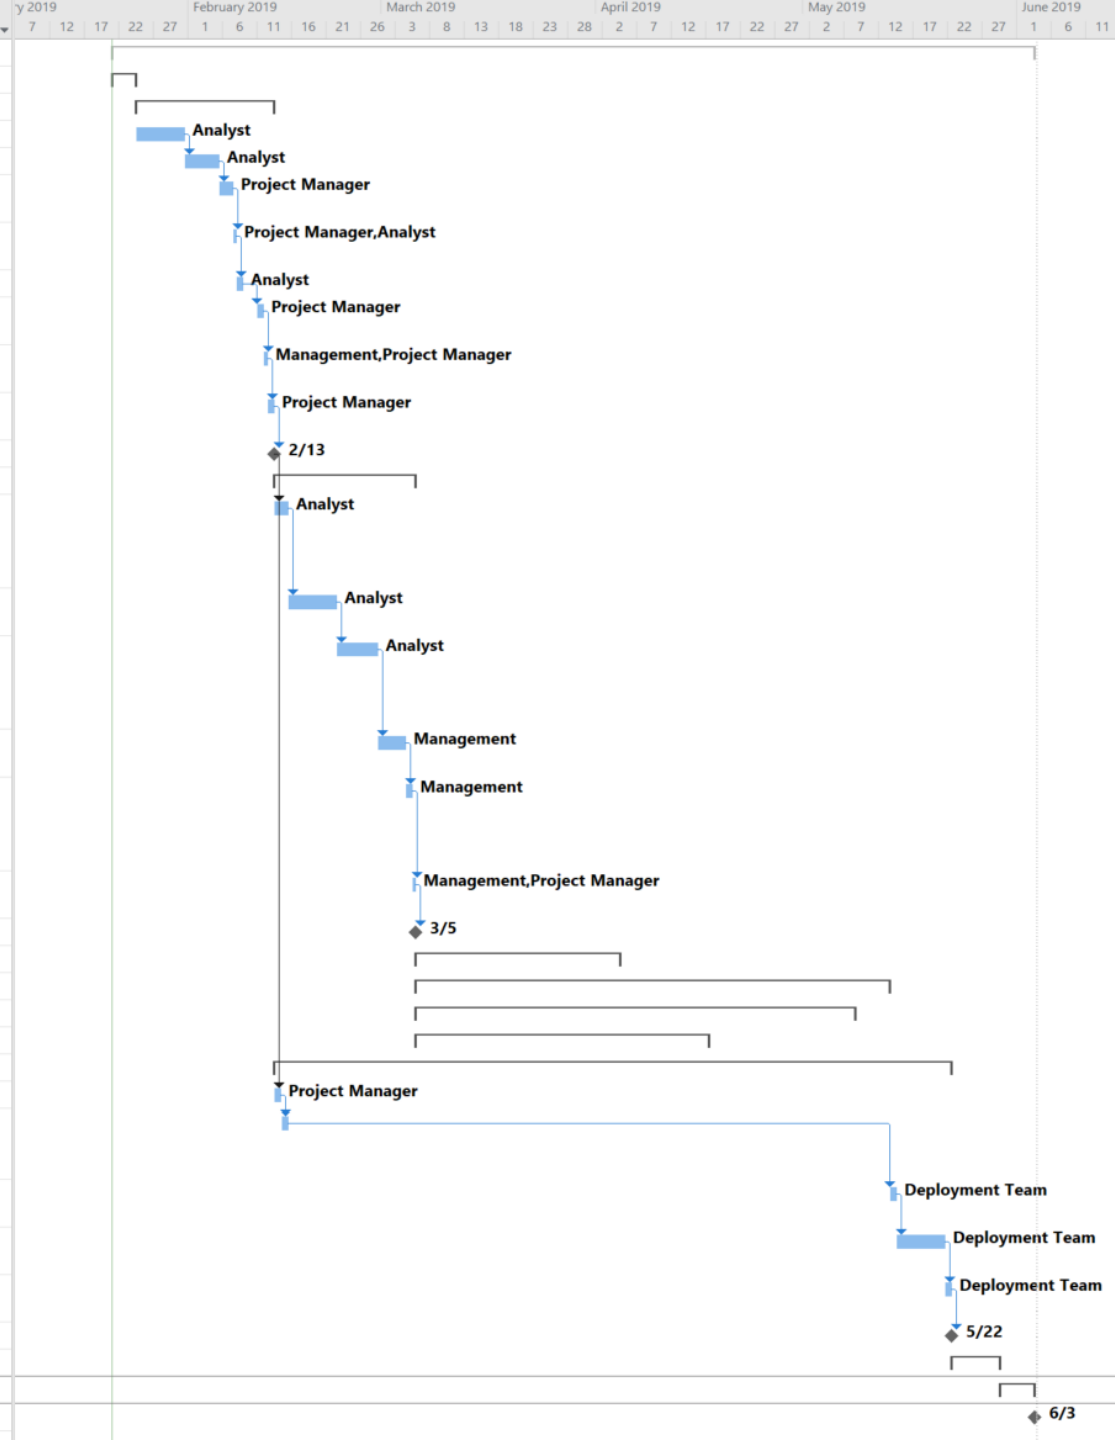 y 2019 February 2019 March 2019 April 2019 May 2019 June 2019
7 12 17 22 27 1 6 11 16 21 26 3 8 13 18 23 28 2 7 12 17 22 27 2 7 12 17 22 27 1 6 11
Analyst
Analyst
Project Manager
Project Manager,Analyst
Analyst
Project Manager
Management,Project Manager
Project Manager
2/13
Analyst
Analyst
Analyst
Management
Management
Management,Project Manager
3/5
Project Manager
Deployment Team
Deployment Team
Deployment Team
5/22
6/3